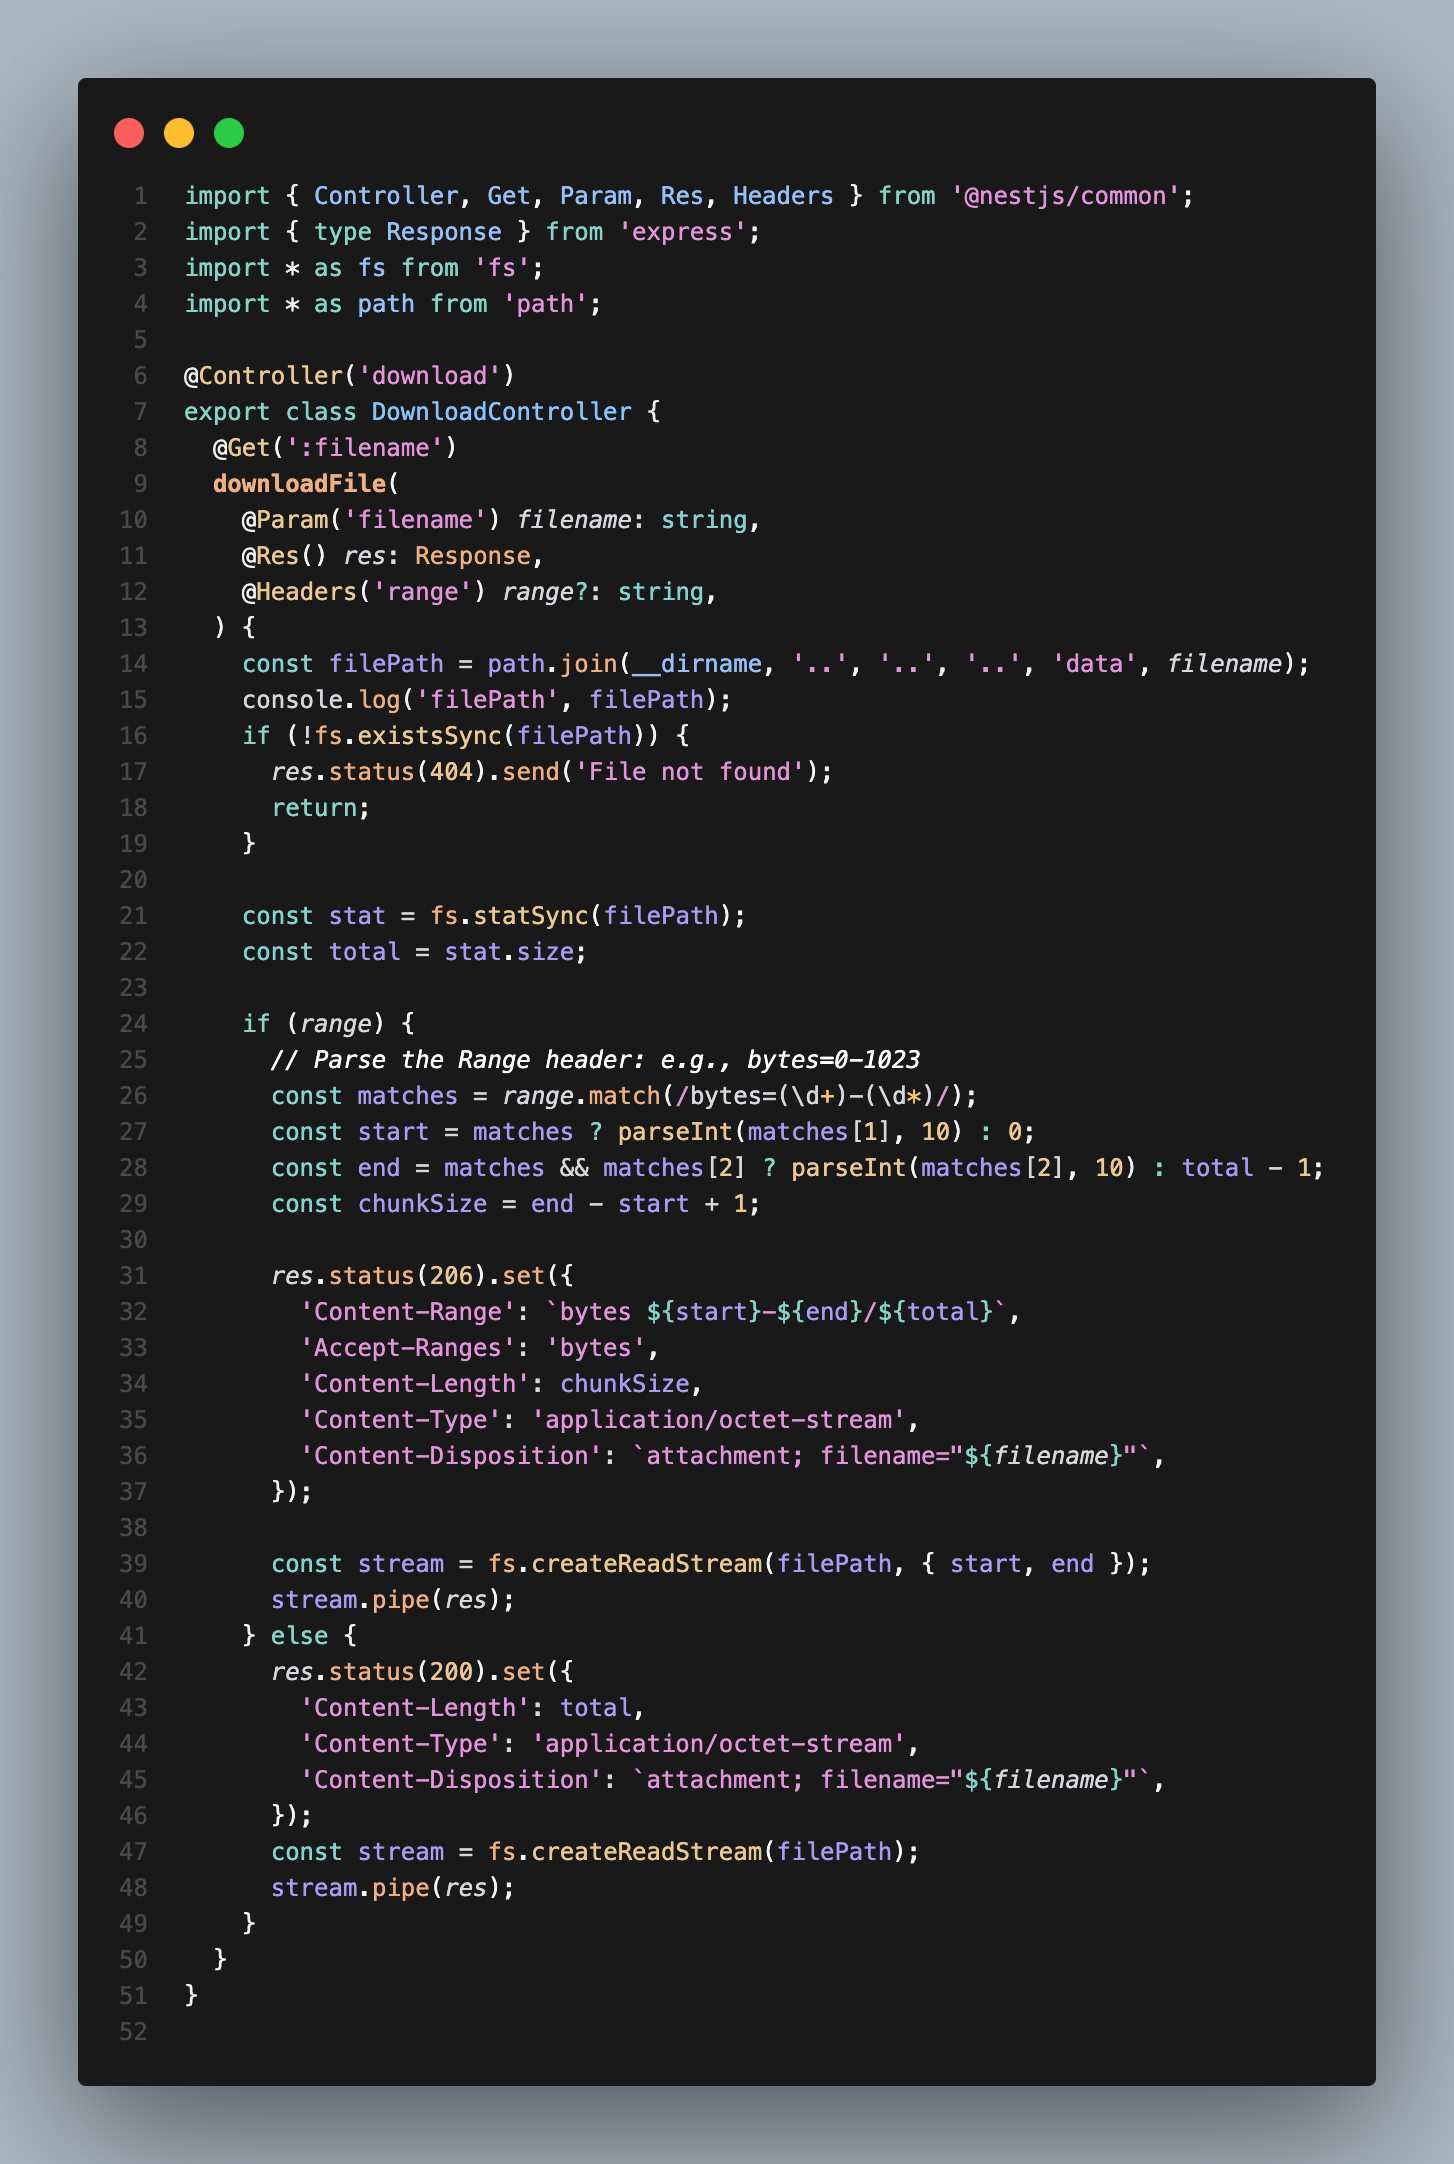 1 import { Controller, Get, Param, Res, Headers } from '@nestjs/common';
2 import { type Response } from 'express';
3 import * as fs from 'fs';
4 import * as path from 'path';
5
6 @Controller('download')
7 export class DownloadController {
8   @Get(':filename')
9   downloadFile(
10     @Param('filename') filename: string,
11     @Res() res: Response,
12     @Headers('range') range?: string,
13   ) {
14     const filePath = path.join(__dirname, '..', '..', '..', 'data', filename);
15     console.log('filePath', filePath);
16     if (!fs.existsSync(filePath)) {
17       res.status(404).send('File not found');
18       return;
19     }
20
21     const stat = fs.statSync(filePath);
22     const total = stat.size;
23
24     if (range) {
25       // Parse the Range header: e.g., bytes=0-1023
26       const matches = range.match(/bytes=(\d+)-(\d*)/);
27       const start = matches ? parseInt(matches[1], 10) : 0;
28       const end = matches && matches[2] ? parseInt(matches[2], 10) : total - 1;
29       const chunkSize = end - start + 1;
30
31       res.status(206).set({
32         'Content-Range': `bytes ${start}-${end}/${total}`,
33         'Accept-Ranges': 'bytes',
34         'Content-Length': chunkSize,
35         'Content-Type': 'application/octet-stream',
36         'Content-Disposition': `attachment; filename="${filename}"`,
37       });
38
39       const stream = fs.createReadStream(filePath, { start, end });
40       stream.pipe(res);
41     } else {
42       res.status(200).set({
43         'Content-Length': total,
44         'Content-Type': 'application/octet-stream',
45         'Content-Disposition': `attachment; filename="${filename}"`,
46       });
47       const stream = fs.createReadStream(filePath);
48       stream.pipe(res);
49     }
50   }
51 }
52